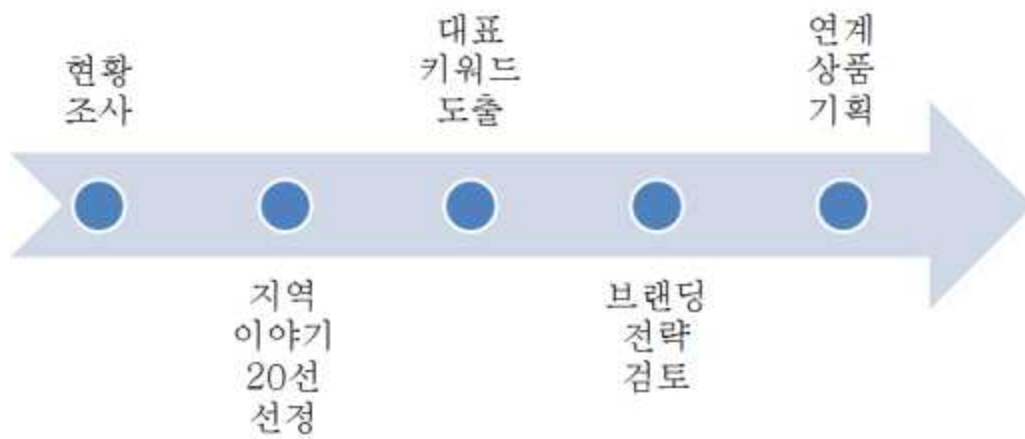 현황
조사
지역
이야기
20선
선정
대표
키워드
도출
브랜딩
전략
검토
연계
상품
기획